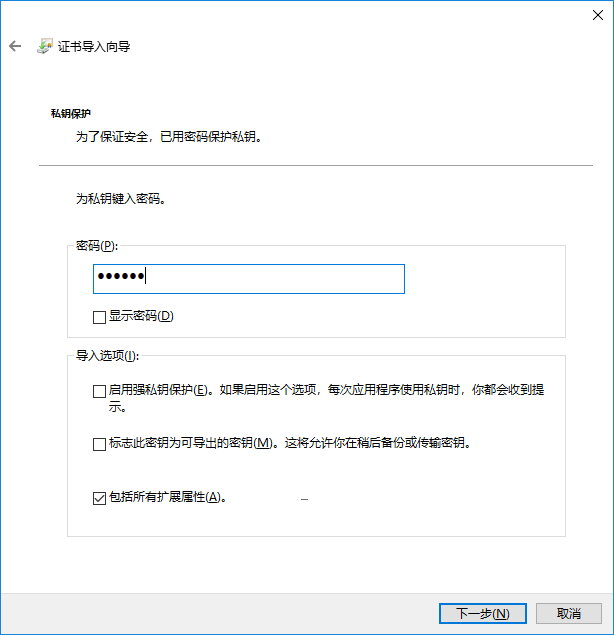 证书导入向导
私钥保护
为了保证安全，已用密码保护私钥。
为私钥键入密码。
密码(P):
●●●●●●
显示密码(D)
导入选项(I):
启用强私钥保护(E)。如果启用这个选项，每次应用程序使用私钥时，你都会收到提
示。
标志此密钥为可导出的密钥(M)。这将允许你在稍后备份或传输密钥。
包括所有扩展属性(A)。
下一步(N)
取消